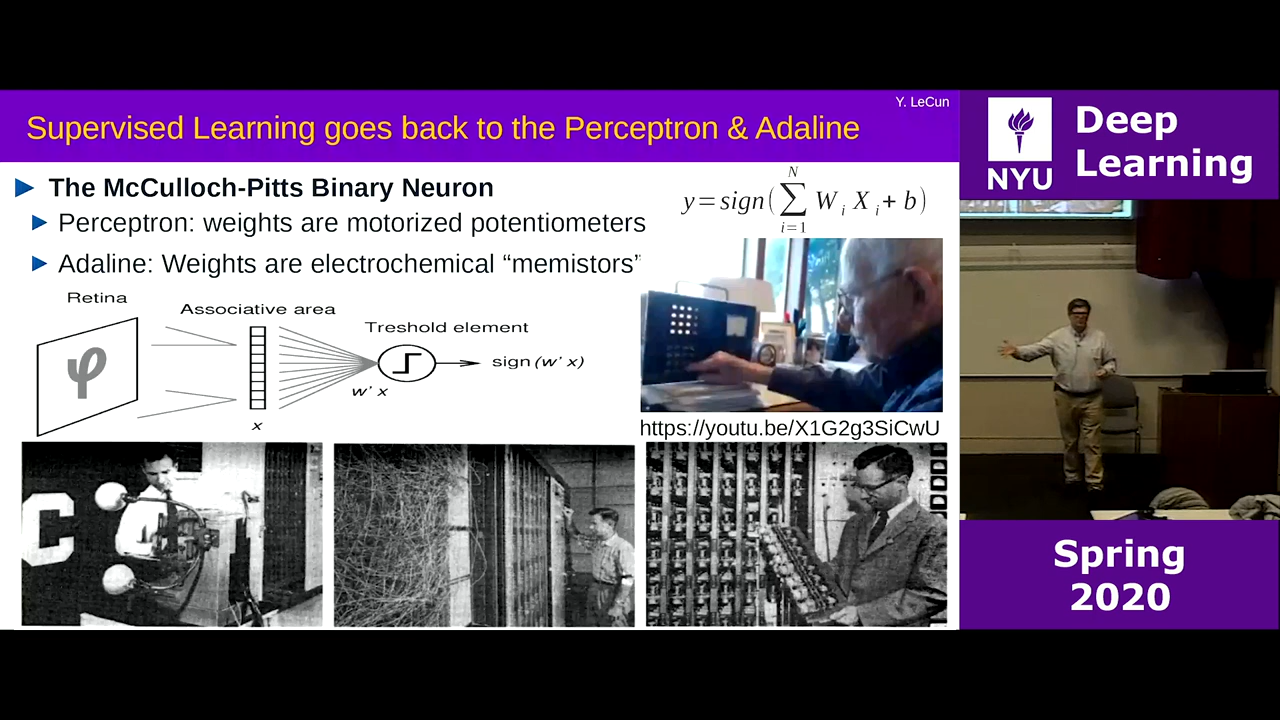 Y. LeCun
Supervised Learning goes back to the Perceptron & Adaline
The McCulloch-Pitts Binary Neuron
y=sign(∑ W_i X_i + b)
N
i=1
Perceptron: weights are motorized potentiometers
Adaline: Weights are electrochemical “memistors”
Retina
Associative area
Treshold element
φ
sign (w' x)
w' x
x
https://youtu.be/X1G2g3SiCwU
C
NYU
Deep
Learning
Spring
2020